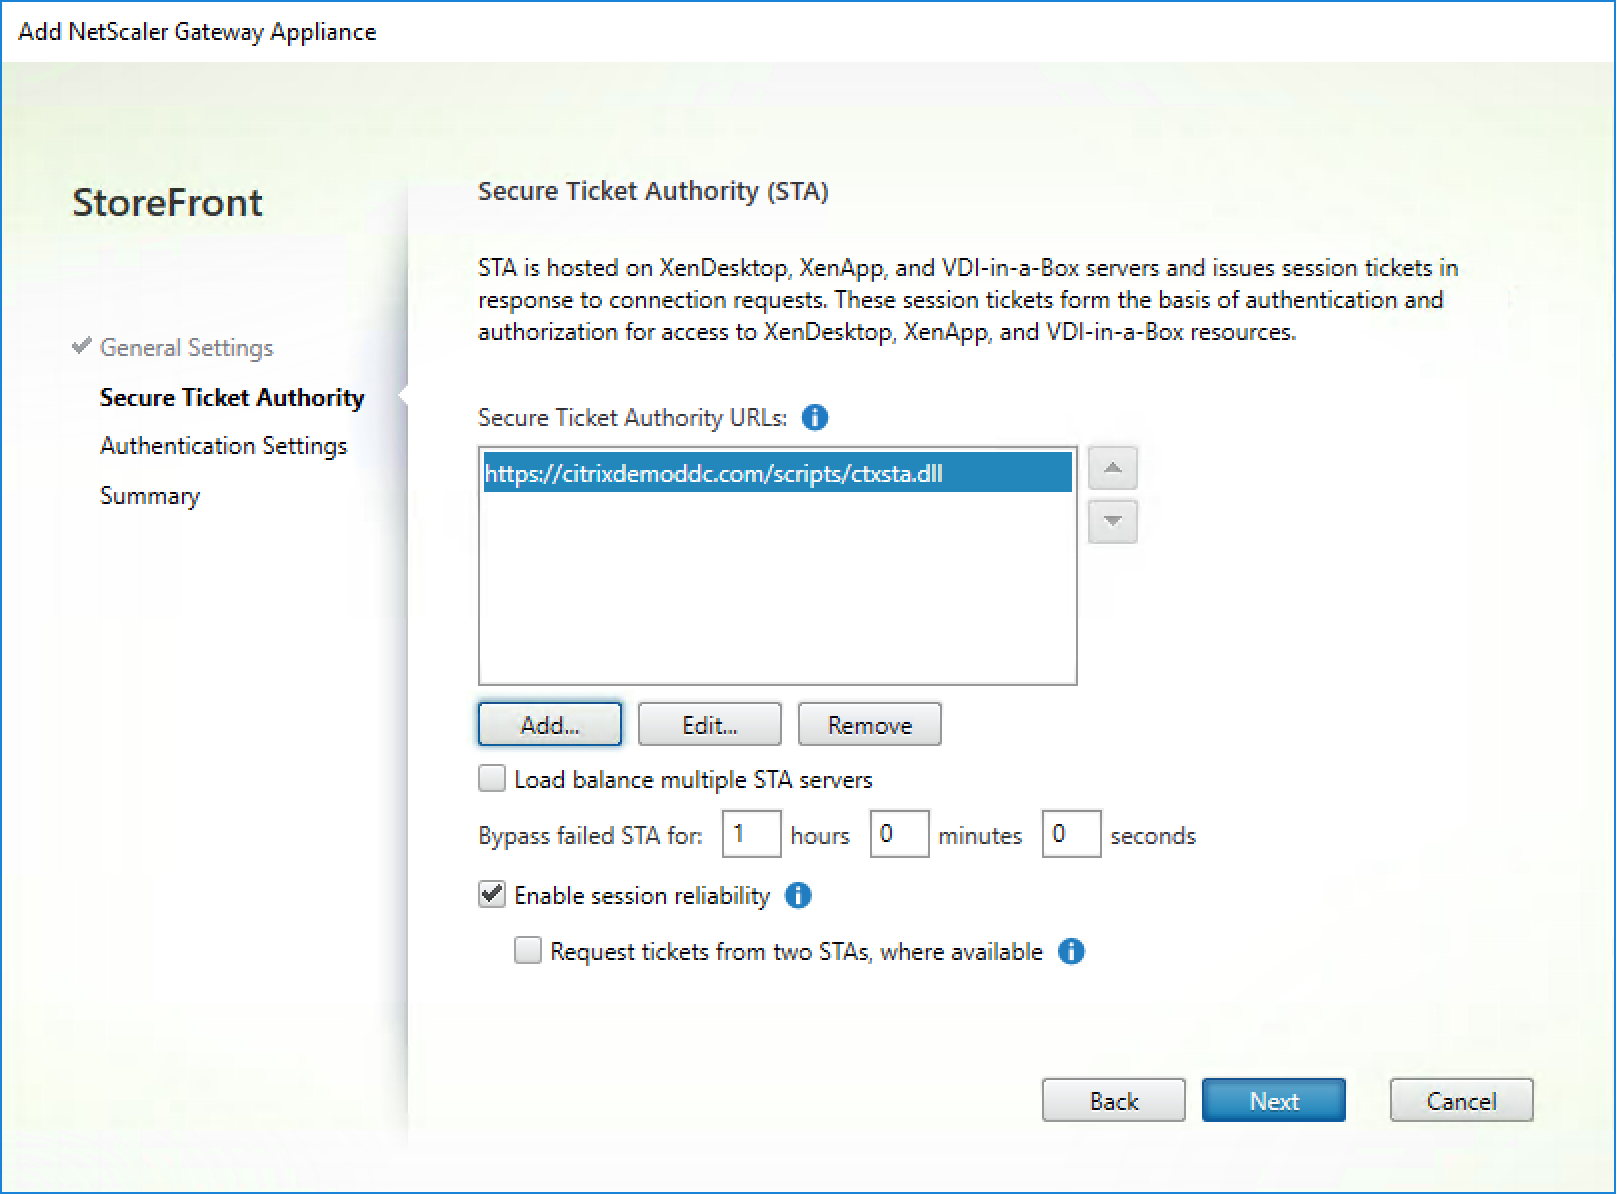 Add NetScaler Gateway Appliance
StoreFront
General Settings
Secure Ticket Authority
Authentication Settings
Summary
Secure Ticket Authority (STA)
STA is hosted on XenDesktop, XenApp, and VDI-in-a-Box servers and issues session tickets in
response to connection requests. These session tickets form the basis of authentication and
authorization for access to XenDesktop, XenApp, and VDI-in-a-Box resources.
Secure Ticket Authority URLs:
https://citrixdemoddc.com/scripts/ctxsta.dll
Add... Edit... Remove
Load balance multiple STA servers
Bypass failed STA for: 1 hours 0 minutes 0 seconds
Enable session reliability
Request tickets from two STAs, where available
Back Next Cancel